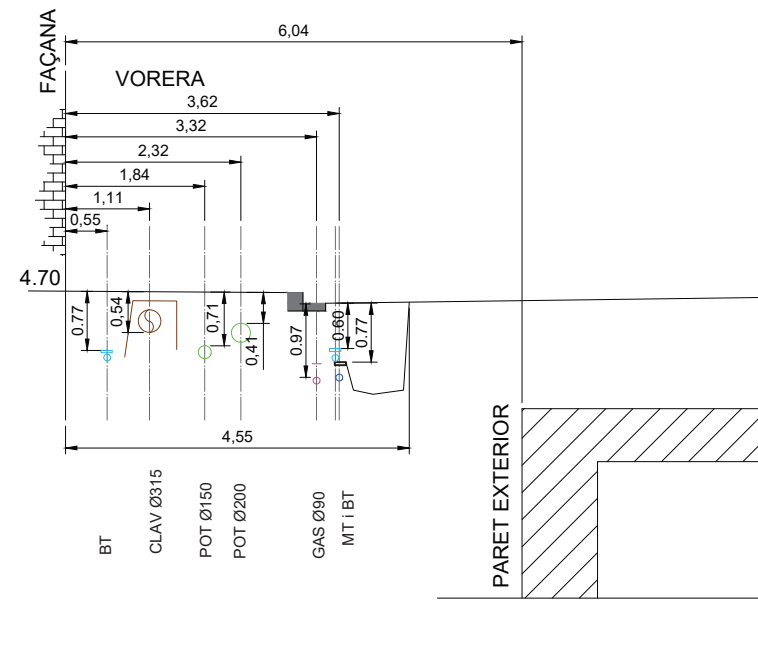 6,04
FAÇANA
VORERA
3,62
3,32
2,32
1,84
1,11
0,55
4.70
0.77
0,54
0,71
0,41
0.97
0.60
0.77
4,55
BT
CLAV Ø315
POT Ø150
POT Ø200
GAS Ø90
MT i BT
PARET EXTERIOR